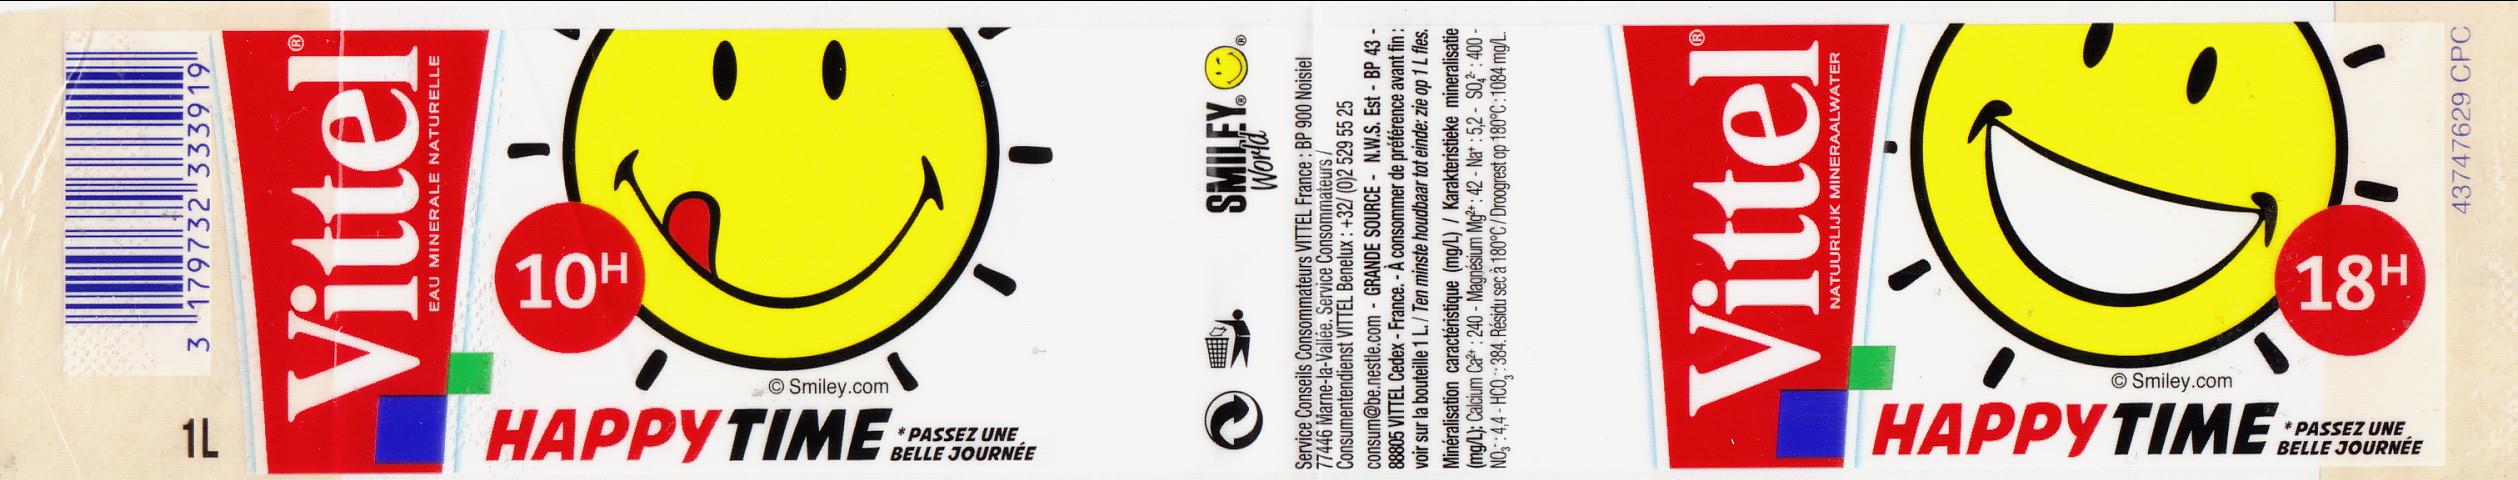 3 179732 333919
1L
Vittel®
EAU MINERALE NATURELLE
10H
© Smiley.com
HAPPY TIME
* PASSEZ UNE
BELLE JOURNÉE
SMILEY® ®
World
Service Conseils Consommateurs VITTEL France : BP 900 Noisiel
77446 Marne-la-Vallée. Service Consommateurs /
Consumentendienst VITTEL Benelux : +32/ (0)2 529 55 25
consum@be.nestle.com - GRANDE SOURCE - N.W.S. Est - BP 43 -
88805 VITTEL Cedex - France. - À consommer de préférence avant fin :
voir sur la bouteille 1 L. / Ten minste houdbaar tot einde: zie op 1 L fles.
Minéralisation caractéristique (mg/L) / Karakteristieke mineralisatie
(mg/L): Calcium Ca²⁺ : 240 - Magnésium Mg²⁺ : 42 - Na⁺ : 5,2 - SO₄²⁻ : 400 -
NO₃⁻ : 4,4 - HCO₃⁻ : 384. Résidu sec à 180°C / Droogrest op 180°C : 1084 mg/L.
Vittel®
NATUURLIJK MINERAALWATER
18H
© Smiley.com
HAPPY TIME
* PASSEZ UNE
BELLE JOURNÉE
43747629 CPC